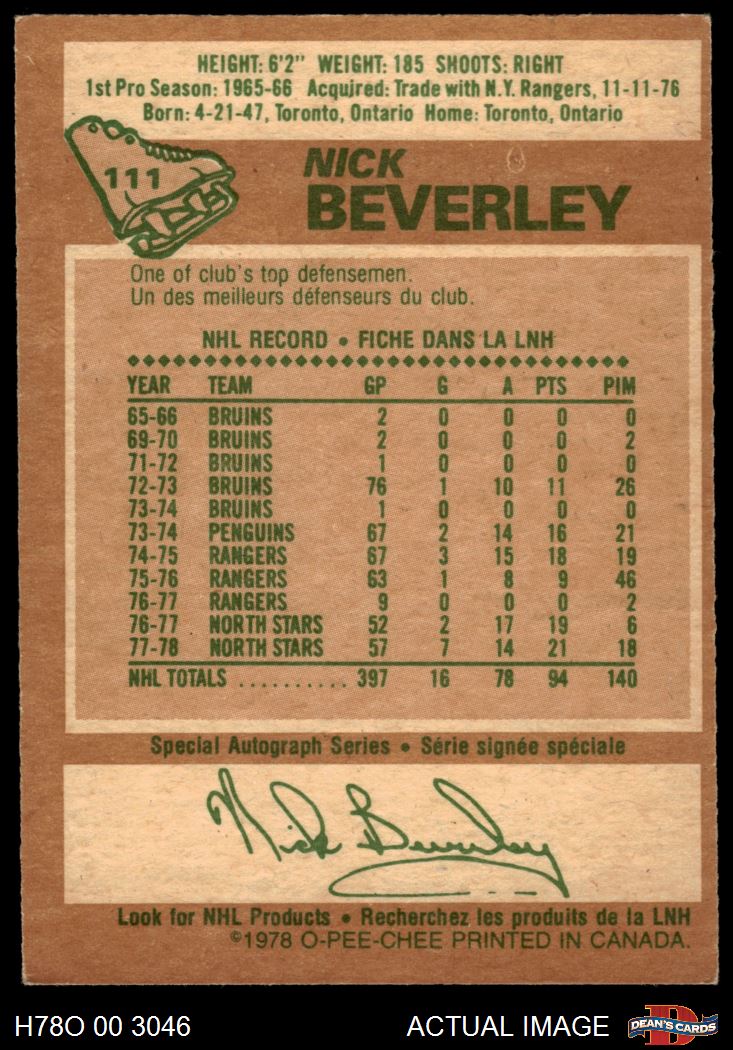 HEIGHT: 6'2" WEIGHT: 185 SHOOTS: RIGHT
1st Pro Season: 1965-66 Acquired: Trade with N.Y. Rangers, 11-11-76
Born: 4-21-47, Toronto, Ontario Home: Toronto, Ontario
111
NICK
BEVERLEY
One of club's top defensemen.
Un des meilleurs défenseurs du club.
NHL RECORD • FICHE DANS LA LNH
YEAR TEAM GP G A PTS PIM
65-66 BRUINS 2 0 0 0 0
69-70 BRUINS 2 0 0 0 2
71-72 BRUINS 1 0 0 0 0
72-73 BRUINS 76 1 10 11 26
73-74 BRUINS 1 0 0 0 0
73-74 PENGUINS 67 2 14 16 21
74-75 RANGERS 67 3 15 18 19
75-76 RANGERS 63 1 8 9 46
76-77 RANGERS 9 0 0 0 2
76-77 NORTH STARS 52 2 17 19 6
77-78 NORTH STARS 57 7 14 21 18
NHL TOTALS .......... 397 16 78 94 140
Special Autograph Series • Série signée spéciale
Nick Beverley
Look for NHL Products • Recherchez les produits de la LNH
©1978 O-PEE-CHEE PRINTED IN CANADA.
H78O 00 3046 ACTUAL IMAGE D DEAN'S CARDS